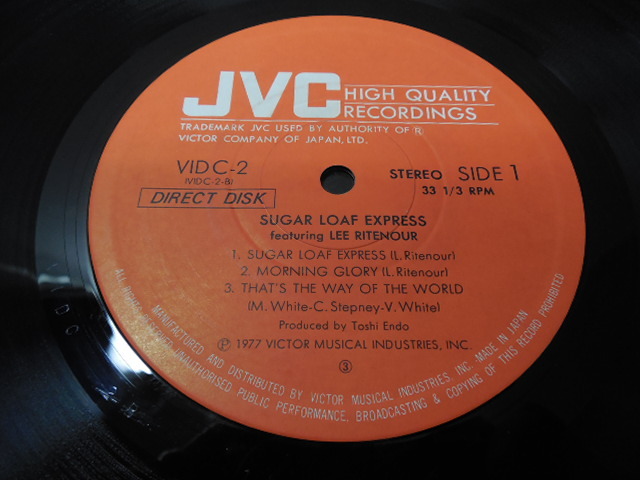 JVC HIGH QUALITY RECORDINGS
TRADEMARK JVC USED BY AUTHORITY OF ®
VICTOR COMPANY OF JAPAN, LTD.
VIDC-2
(VIDC-2-B)
DIRECT DISK
STEREO SIDE 1
33 1/3 RPM
SUGAR LOAF EXPRESS
featuring LEE RITENOUR
1. SUGAR LOAF EXPRESS (L. Ritenour)
2. MORNING GLORY (L. Ritenour)
3. THAT'S THE WAY OF THE WORLD
(M. White-C. Stepney-V. White)
Produced by Toshi Endo
℗ 1977 VICTOR MUSICAL INDUSTRIES, INC.
③
MANUFACTURED AND DISTRIBUTED BY VICTOR MUSICAL INDUSTRIES, INC. MADE IN JAPAN
ALL RIGHTS RESERVED. UNAUTHORISED PUBLIC PERFORMANCE, BROADCASTING & COPYING OF THIS RECORD PROHIBITED